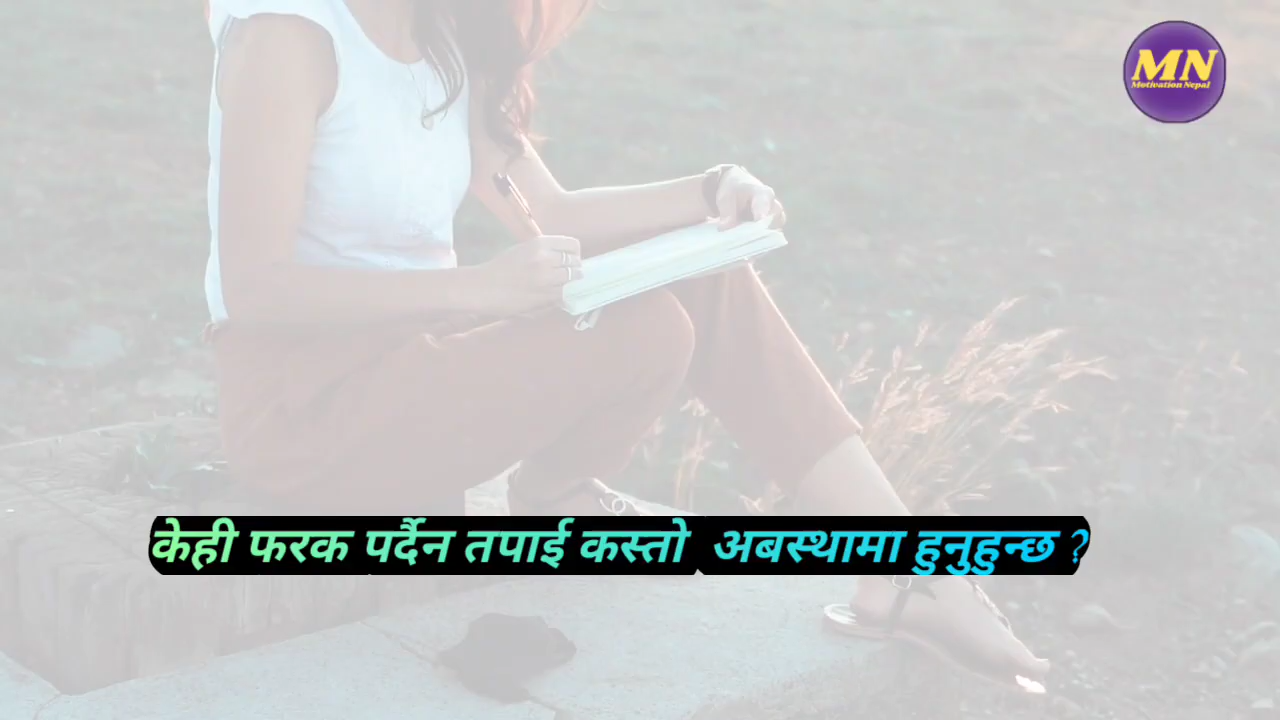 MN
Motivation Nepal
केही फरक पर्दैन तपाई कस्तो अबस्थामा हुनुहुन्छ ?